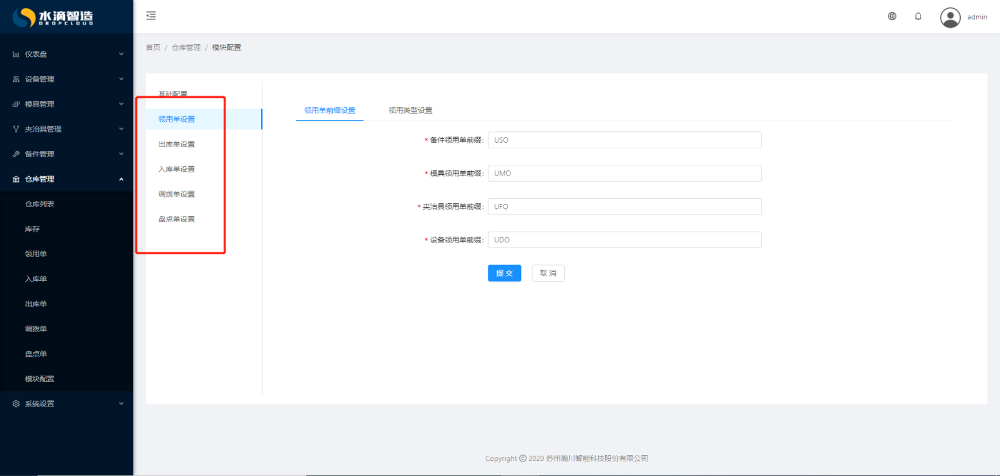 水滴智造
DROPCLOUD
admin
首页 / 仓库管理 / 模块配置
仪表盘
设备管理
模具管理
夹治具管理
备件管理
仓库管理
仓库列表
库存
领用单
入库单
出库单
调拨单
盘点单
模块配置
系统设置
基础配置
领用单设置
出库单设置
入库单设置
调拨单设置
盘点单设置
领用单前缀设置 领用类型设置
* 备件领用单前缀: USO
* 模具领用单前缀: UMO
* 夹治具领用单前缀: UFO
* 设备领用单前缀: UDO
提 交 取 消
Copyright © 2020 苏州瀚川智能科技股份有限公司